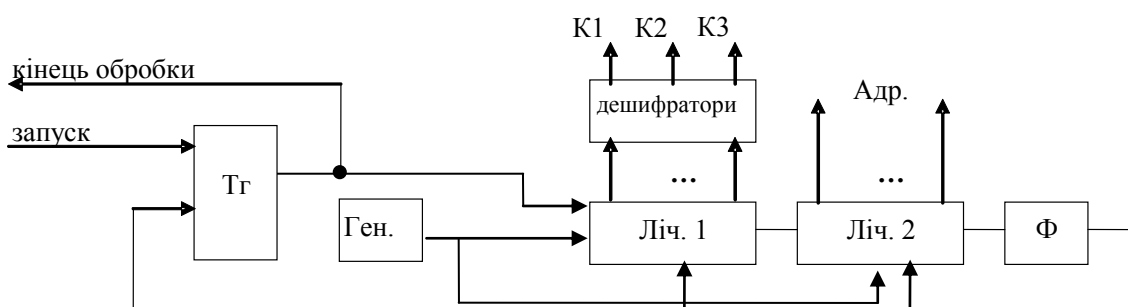 К1 К2 К3
кінець обробки
дешифратори
Адр.
запуск
Тг
...
...
Ген.
Ліч. 1
Ліч. 2
Ф